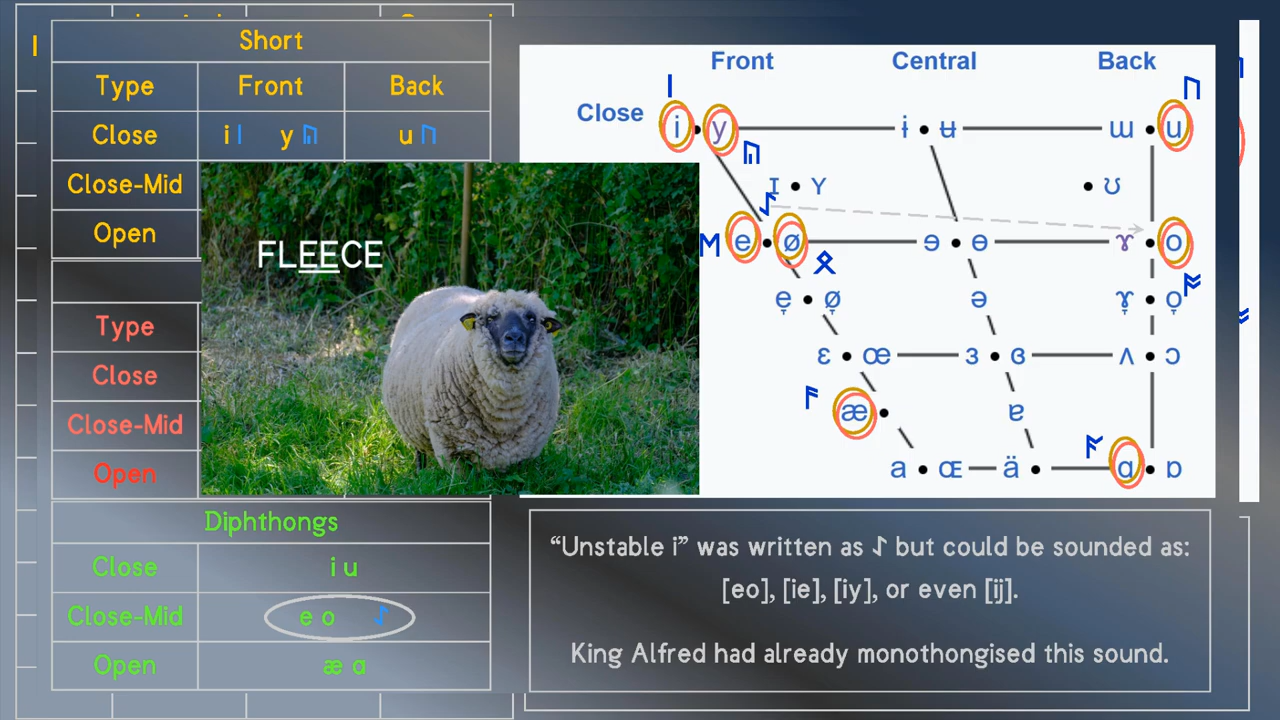 Short
Type Front Back
Close i ᛁ y ᚣ u ᚢ
Close-Mid
Open
Type
Close
Close-Mid
Open
Diphthongs
Close i u
Close-Mid e o ᛇ
Open æ ɑ
FLEECE
Front Central Back
ᛁ ᚢ
Close i • y ɨ • ʉ ɯ • u
ᚣ
ɪ • ʏ • ʊ
ᛇ
ᛖ e • ø ɘ • ɵ ɤ • o
ᛟ
e̞ • ø̞ ə ɤ̞ • o̞ ᚩ
ɛ • œ ɜ • ɞ ʌ • ɔ
ᚫ æ • ɐ
ᚪ
a • ɶ ä • ɑ • ɒ
“Unstable i” was written as ᛇ but could be sounded as:
[eo], [ie], [iy], or even [ij].
King Alfred had already monothongised this sound.